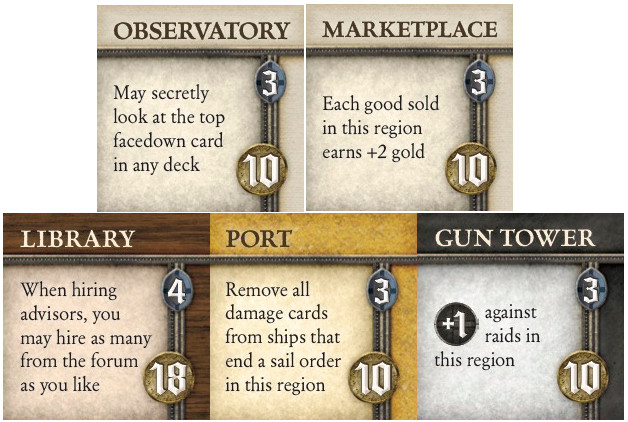 OBSERVATORY
May secretly
look at the top
facedown card
in any deck
3
10
MARKETPLACE
Each good sold
in this region
earns +2 gold
3
10
LIBRARY
When hiring
advisors, you
may hire as many
from the forum
as you like
4
18
PORT
Remove all
damage cards
from ships that
end a sail order
in this region
3
10
GUN TOWER
+1 against
raids in
this region
3
10